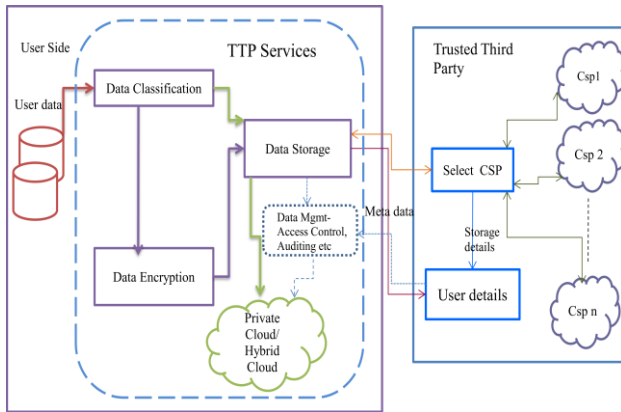 User Side
TTP Services
User data
Data Classification
Data Storage
Data Mgmt-
Access Control,
Auditing etc
Data Encryption
Private
Cloud/
Hybrid
Cloud
Meta data
Trusted Third
Party
Select CSP
Storage
details
User details
Csp1
Csp 2
Csp n